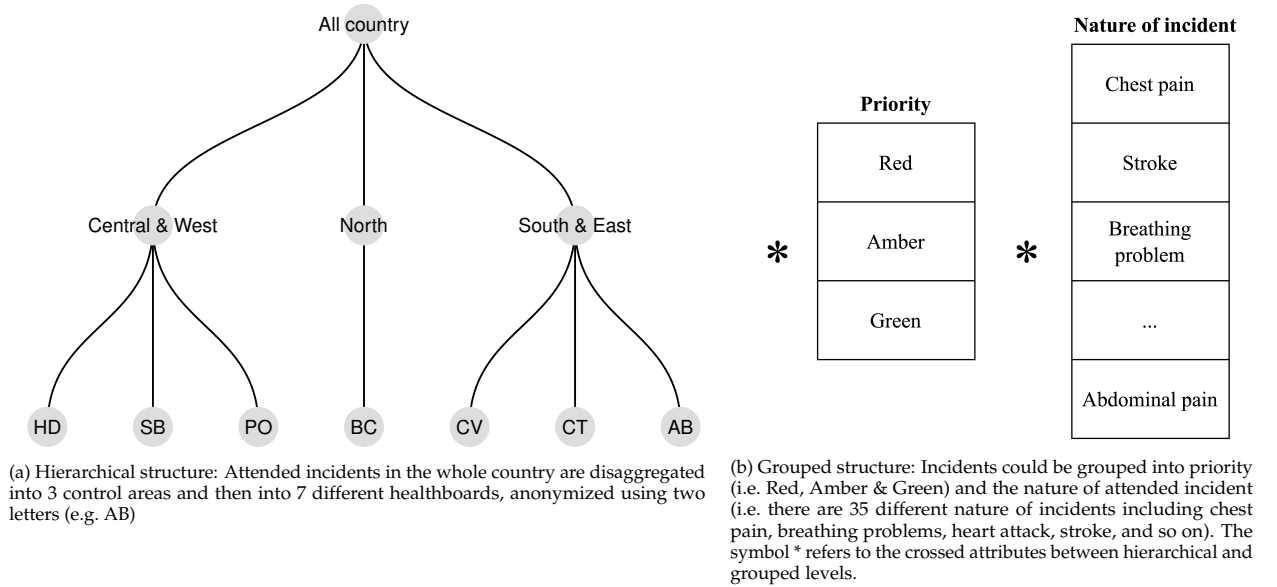 All country
Central & West
North
South & East
HD
SB
PO
BC
CV
CT
AB
(a) Hierarchical structure: Attended incidents in the whole country are disaggregated
into 3 control areas and then into 7 different healthboards, anonymized using two
letters (e.g. AB)
*
Priority
Red
Amber
Green
*
Nature of incident
Chest pain
Stroke
Breathing
problem
...
Abdominal pain
(b) Grouped structure: Incidents could be grouped into priority
(i.e. Red, Amber & Green) and the nature of attended incident
(i.e. there are 35 different nature of incidents including chest
pain, breathing problems, heart attack, stroke, and so on). The
symbol * refers to the crossed attributes between hierarchical and
grouped levels.